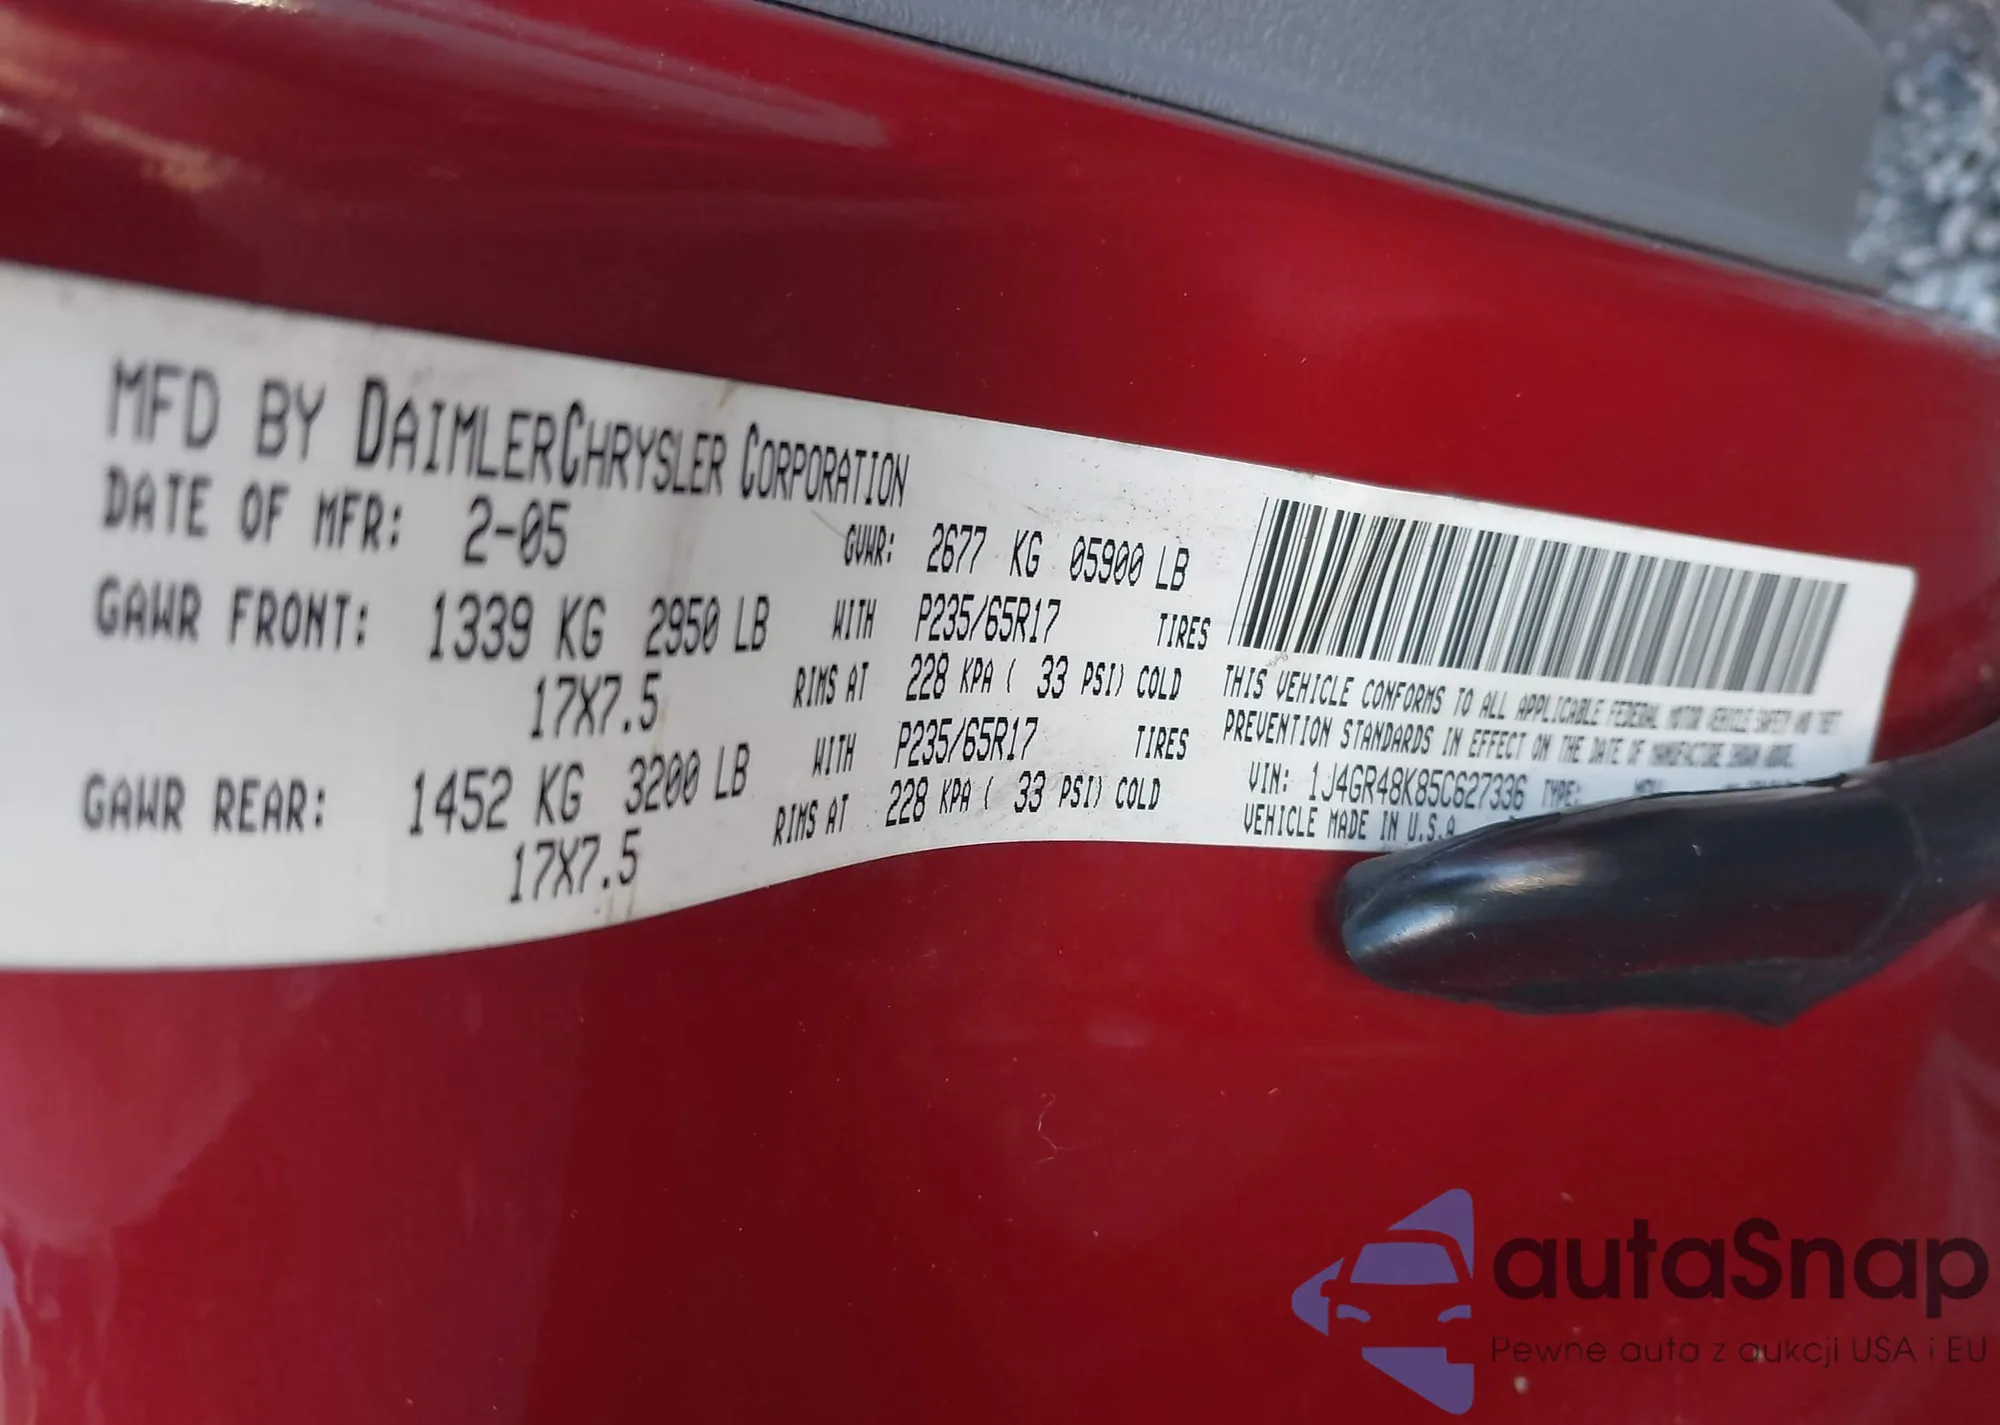 MFD BY DAIMLERCHRYSLER CORPORATION
DATE OF MFR: 2-05 GVWR: 2677 KG 05900 LB
GAWR FRONT: 1339 KG 2950 LB WITH P235/65R17 TIRES
17X7.5 RIMS AT 228 KPA ( 33 PSI) COLD
GAWR REAR: 1452 KG 3200 LB WITH P235/65R17 TIRES
17X7.5 RIMS AT 228 KPA ( 33 PSI) COLD
THIS VEHICLE CONFORMS TO ALL APPLICABLE FEDERAL MOTOR VEHICLE SAFETY AND THEFT
PREVENTION STANDARDS IN EFFECT ON THE DATE OF MANUFACTURE SHOWN ABOVE.
VIN: 1J4GR48K85C627336 TYPE: MPV
VEHICLE MADE IN U.S.A
autaSnap
Pewne auta z aukcji USA i EU